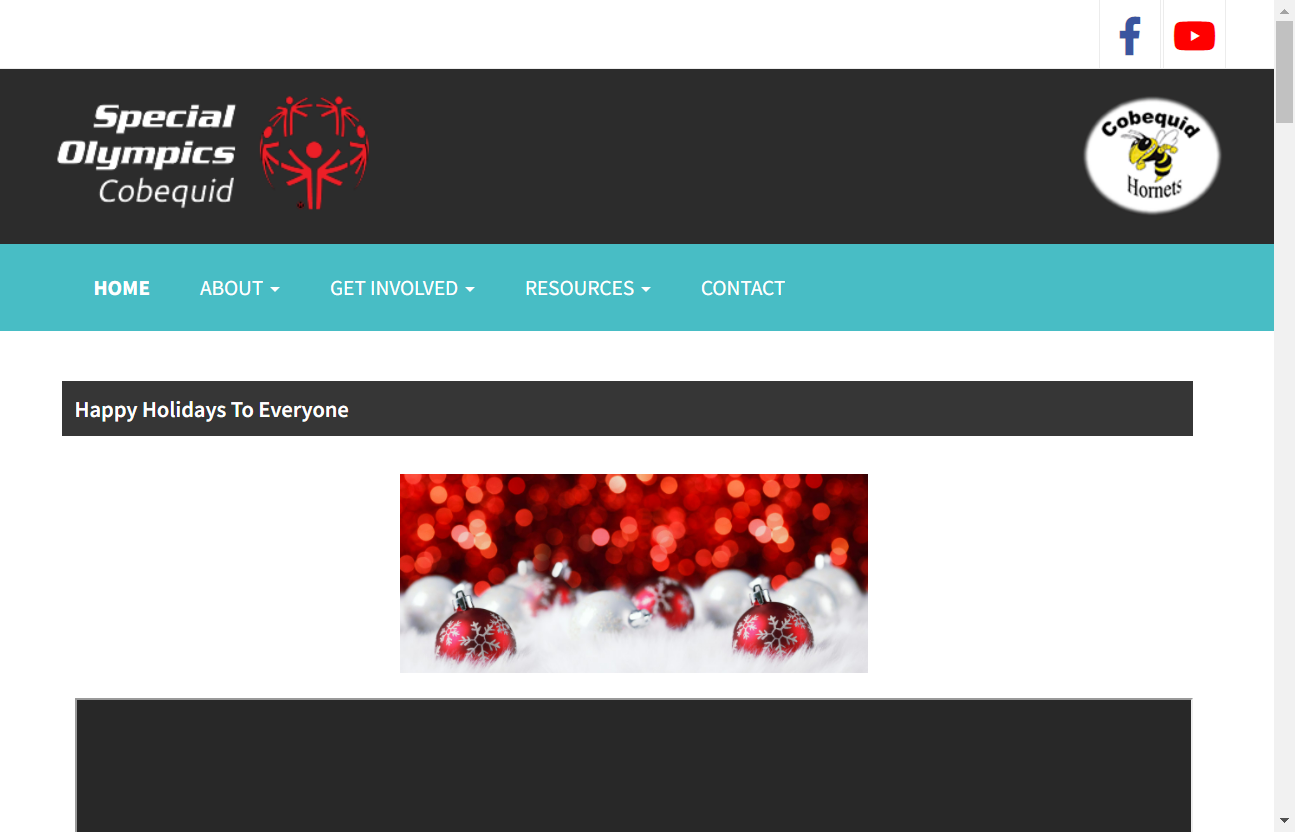 Special
Olympics
Cobequid
Cobequid
Hornets
HOME ABOUT GET INVOLVED RESOURCES CONTACT
Happy Holidays To Everyone